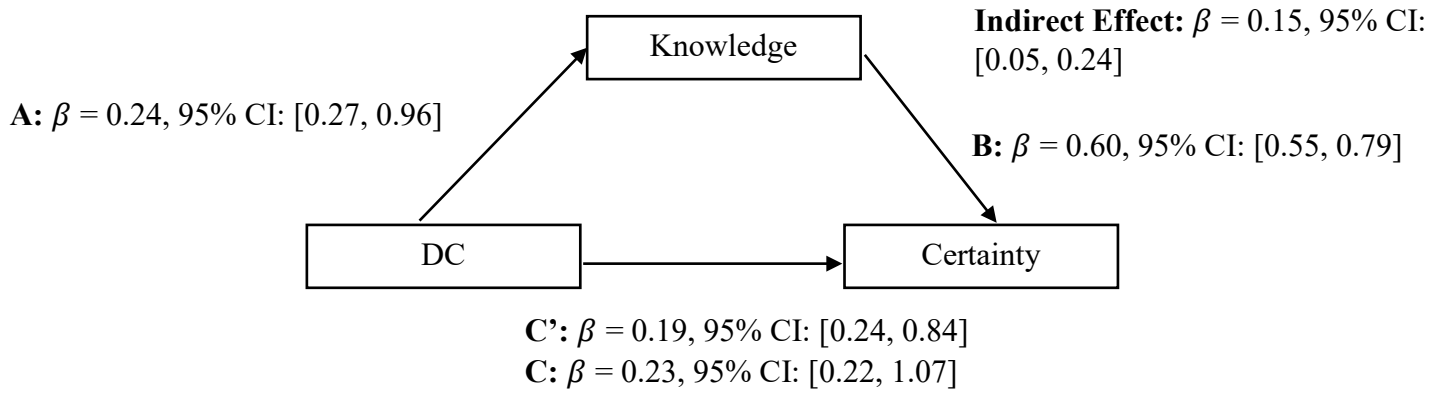 Knowledge
Indirect Effect: 𝛽 = 0.15, 95% CI:
[0.05, 0.24]
A: 𝛽 = 0.24, 95% CI: [0.27, 0.96]
B: 𝛽 = 0.60, 95% CI: [0.55, 0.79]
DC
Certainty
C’: 𝛽 = 0.19, 95% CI: [0.24, 0.84]
C: 𝛽 = 0.23, 95% CI: [0.22, 1.07]